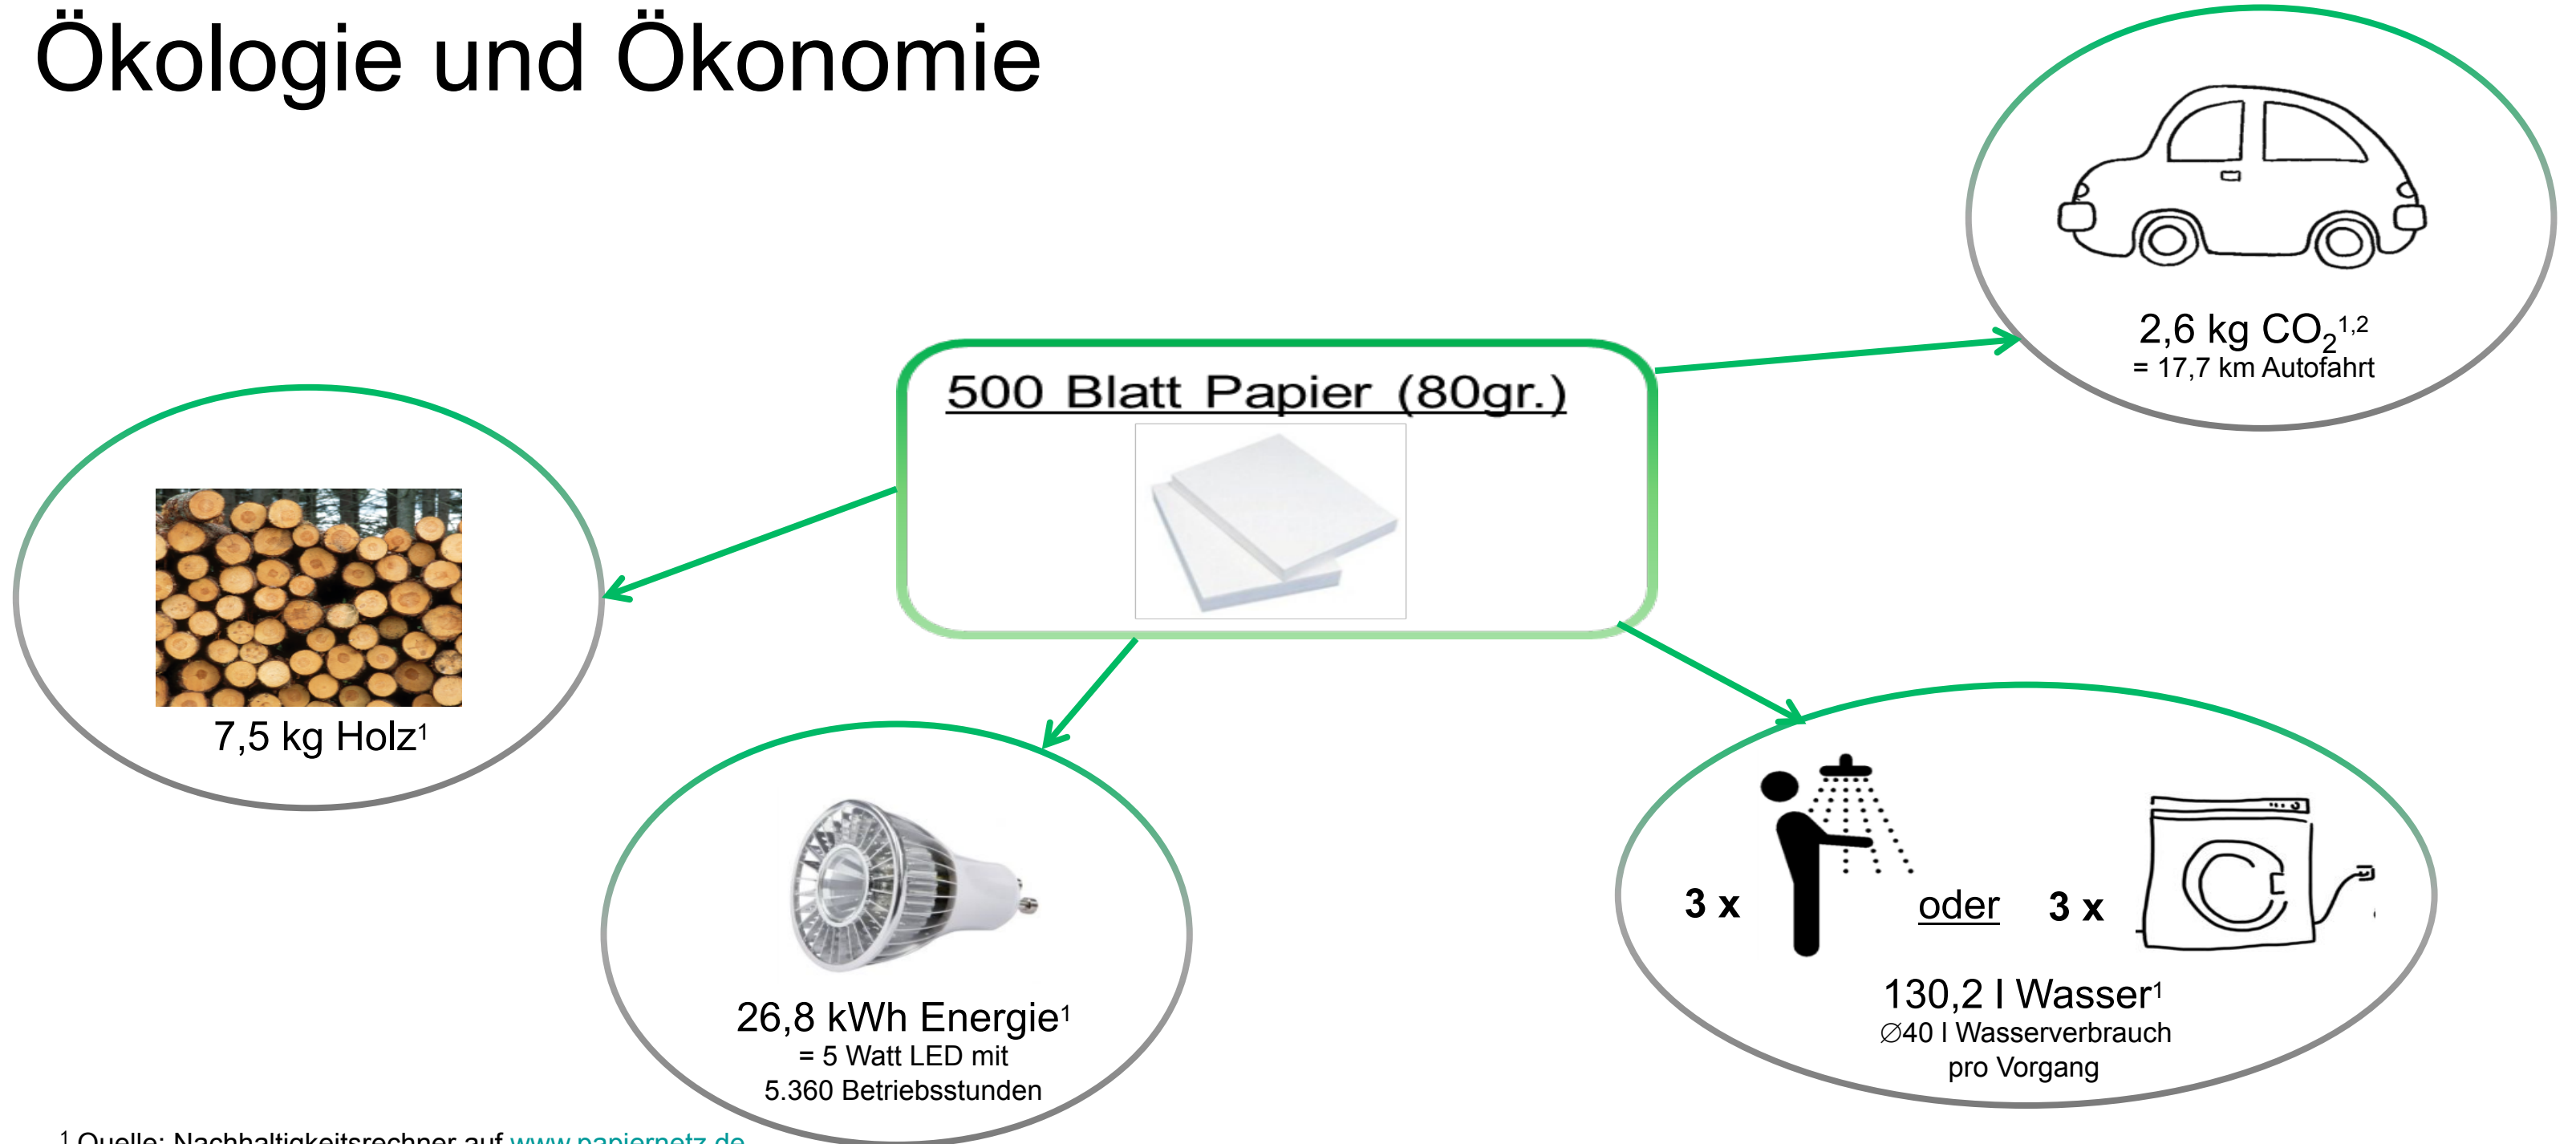 Ökologie und Ökonomie
2,6 kg CO₂¹,²
= 17,7 km Autofahrt
500 Blatt Papier (80gr.)
7,5 kg Holz¹
3 x
oder
3 x
130,2 l Wasser¹
∅40 l Wasserverbrauch
pro Vorgang
26,8 kWh Energie¹
= 5 Watt LED mit
5.360 Betriebsstunden
¹ Quelle: Nachhaltigkeitsrechner auf www.papiernetz.de